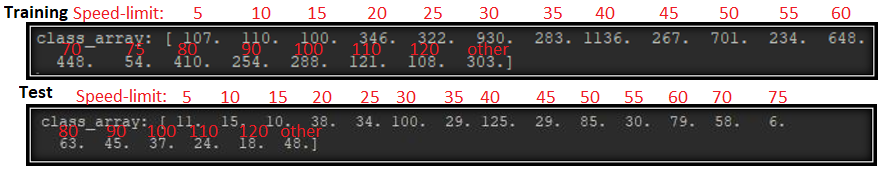 Training Speed-limit: 5 10 15 20 25 30 35 40 45 50 55 60
class_array: [ 107. 110. 100. 346. 322. 930. 283. 1136. 267. 701. 234. 648.
70 75 80 90 100 110 120 other
448. 54. 410. 254. 288. 121. 108. 303.]
Test Speed-limit: 5 10 15 20 25 30 35 40 45 50 55 60 70 75
class_array: [ 11. 15. 10. 38. 34. 100. 29. 125. 29. 85. 30. 79. 58. 6.
80 90 100 110 120 other
63. 45. 37. 24. 18. 48.]